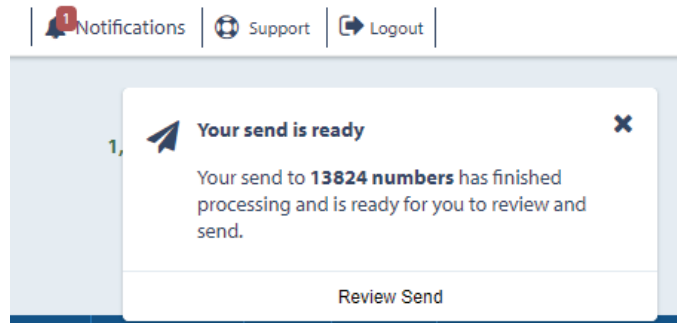 1
Notifications
Support
Logout
1,
Your send is ready
Your send to 13824 numbers has finished
processing and is ready for you to review and
send.
Review Send